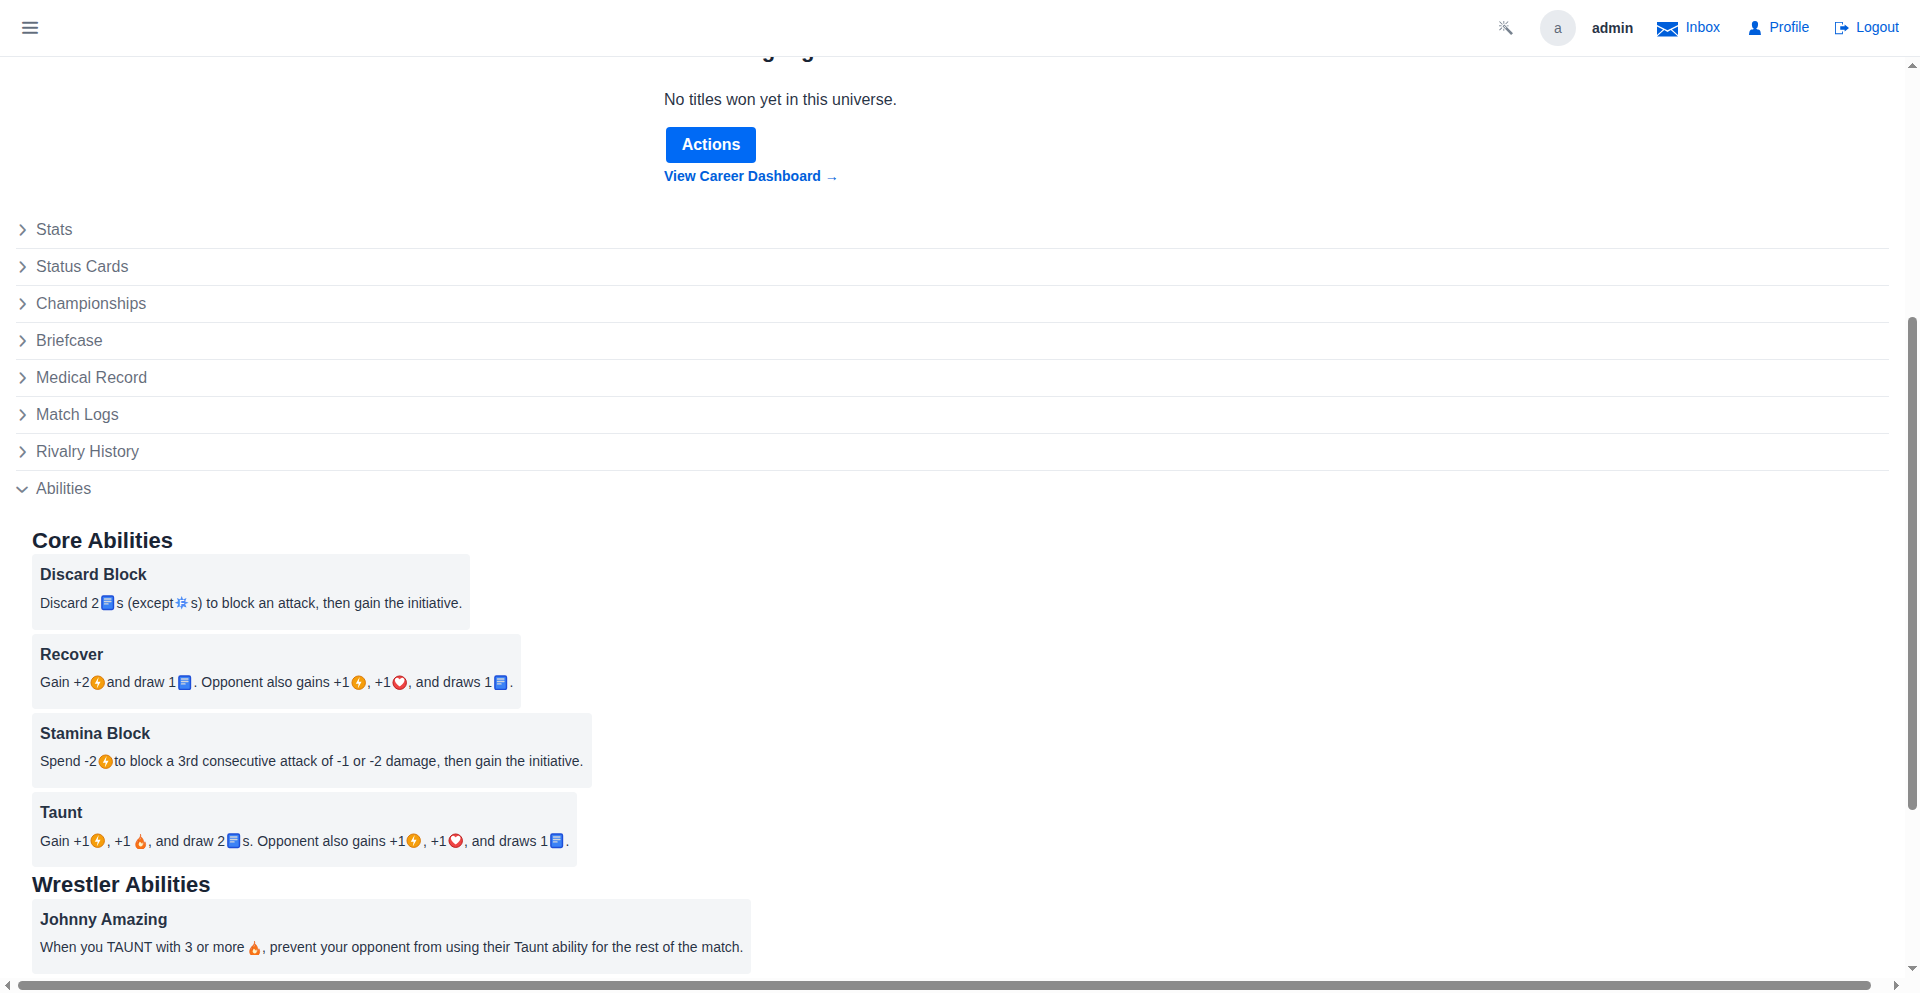 a admin Inbox Profile Logout
No titles won yet in this universe.
Actions
View Career Dashboard →
Stats
Status Cards
Championships
Briefcase
Medical Record
Match Logs
Rivalry History
Abilities
Core Abilities
Discard Block
Discard 2 s (except s) to block an attack, then gain the initiative.
Recover
Gain +2 and draw 1 . Opponent also gains +1 , +1 , and draws 1 .
Stamina Block
Spend -2 to block a 3rd consecutive attack of -1 or -2 damage, then gain the initiative.
Taunt
Gain +1 , +1 , and draw 2 s. Opponent also gains +1 , +1 , and draws 1 .
Wrestler Abilities
Johnny Amazing
When you TAUNT with 3 or more , prevent your opponent from using their Taunt ability for the rest of the match.